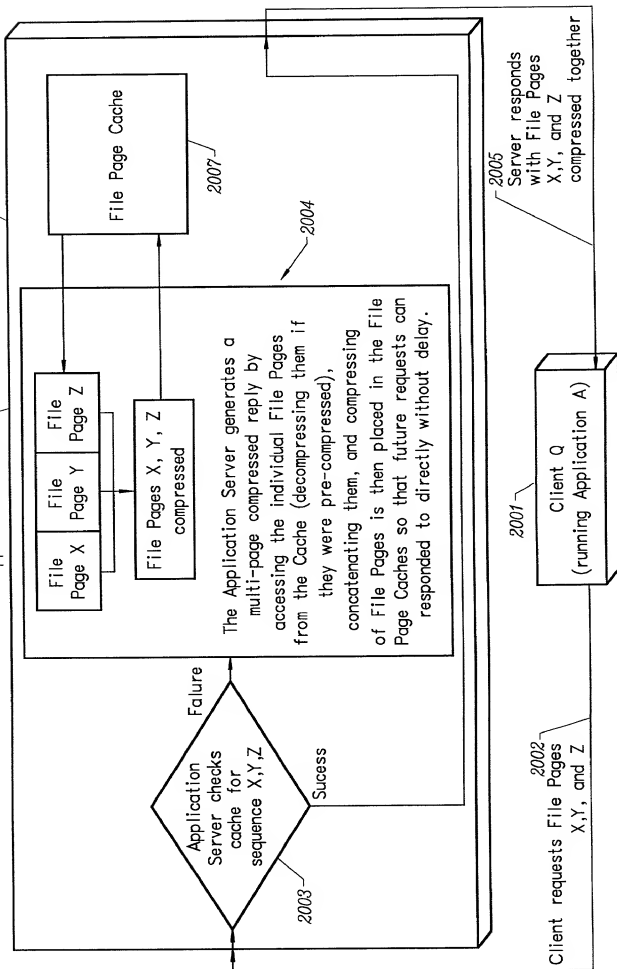 File Page Cache
2007
File
Page X
File
Page Y
File
Page Z
File Pages X, Y, Z
compressed
2004
The Application Server generates a
multi-page compressed reply by
accessing the individual File Pages
from the Cache (decompressing them if
they were pre-compressed),
concatenating them, and compressing
of File Pages is then placed in the File
Page Caches so that future requests can
responded to directly without delay.
Falure
Application
Server checks
cache for
sequence X,Y,Z
Sucess
2003
2005
Server responds
with File Pages
X,Y, and Z
compressed together
2001
Client Q
(running Application A)
2002
Client requests File Pages
X,Y, and Z